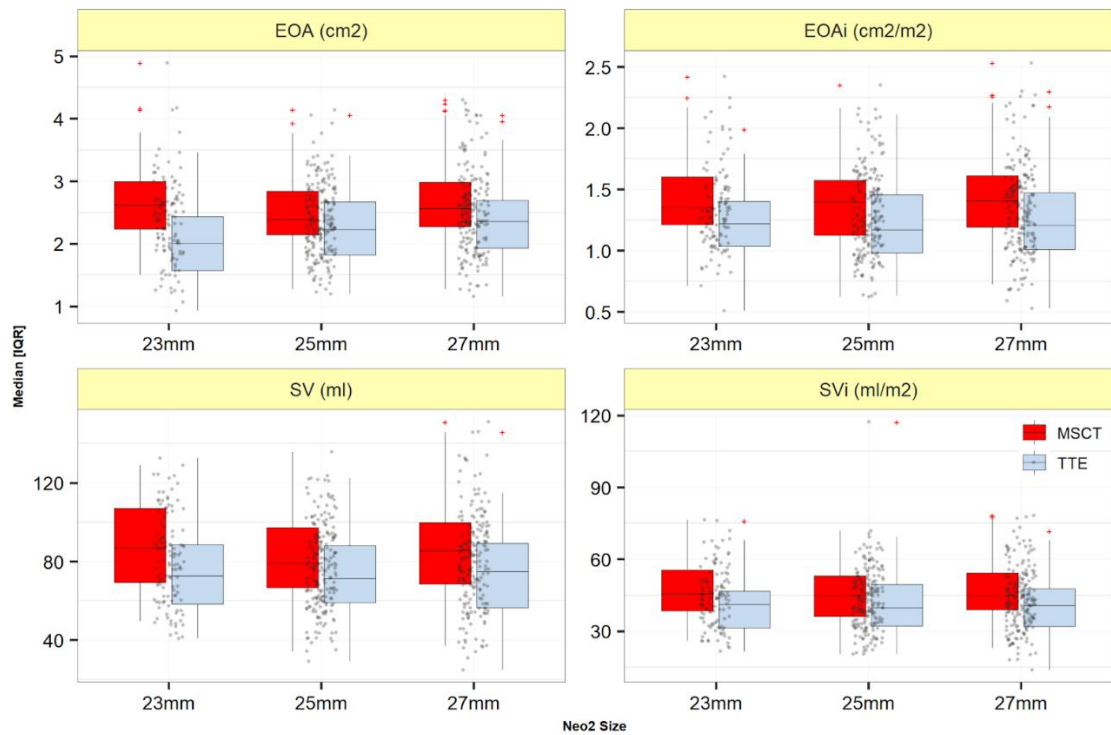 EOA (cm2)
5
4
3
2
1
23mm 25mm 27mm
EOAi (cm2/m2)
2.5
2.0
1.5
1.0
0.5
23mm 25mm 27mm
Median [IQR]
SV (ml)
120
80
40
23mm 25mm 27mm
SVi (ml/m2)
120
90
60
30
MSCT
TTE
23mm 25mm 27mm
Neo2 Size